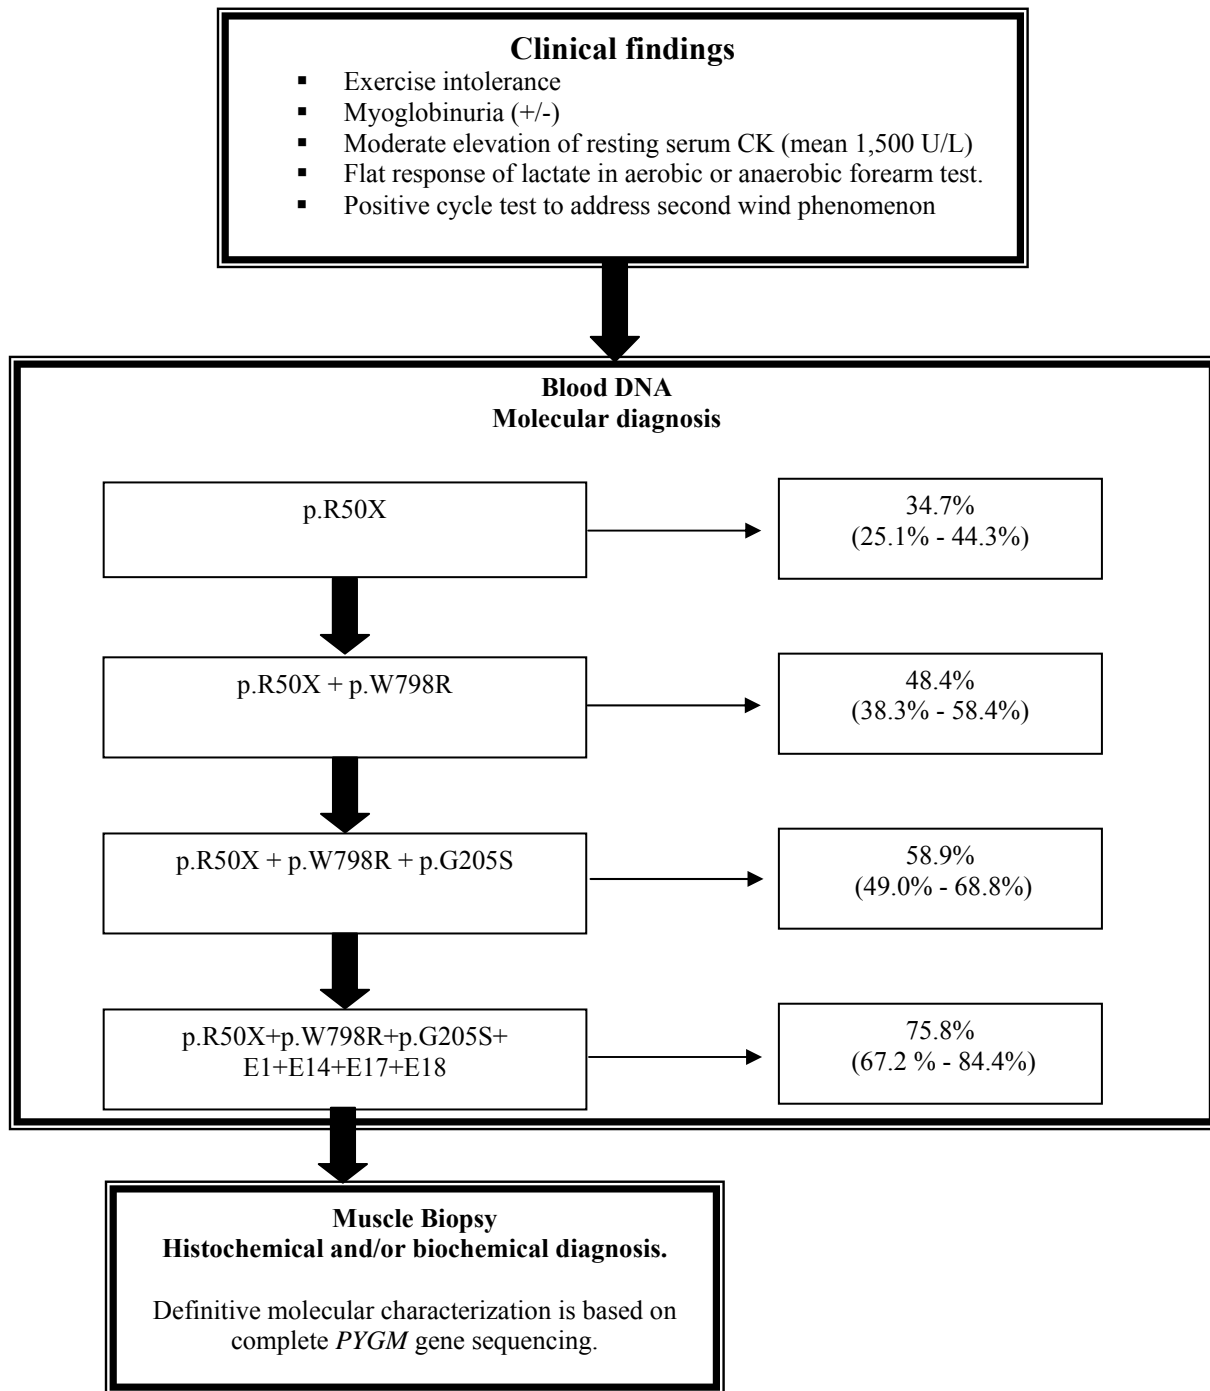 Clinical findings
▪ Exercise intolerance
▪ Myoglobinuria (+/-)
▪ Moderate elevation of resting serum CK (mean 1,500 U/L)
▪ Flat response of lactate in aerobic or anaerobic forearm test.
▪ Positive cycle test to address second wind phenomenon
Blood DNA
Molecular diagnosis
p.R50X
34.7%
(25.1% - 44.3%)
p.R50X + p.W798R
48.4%
(38.3% - 58.4%)
p.R50X + p.W798R + p.G205S
58.9%
(49.0% - 68.8%)
p.R50X+p.W798R+p.G205S+
E1+E14+E17+E18
75.8%
(67.2 % - 84.4%)
Muscle Biopsy
Histochemical and/or biochemical diagnosis.
Definitive molecular characterization is based on
complete PYGM gene sequencing.